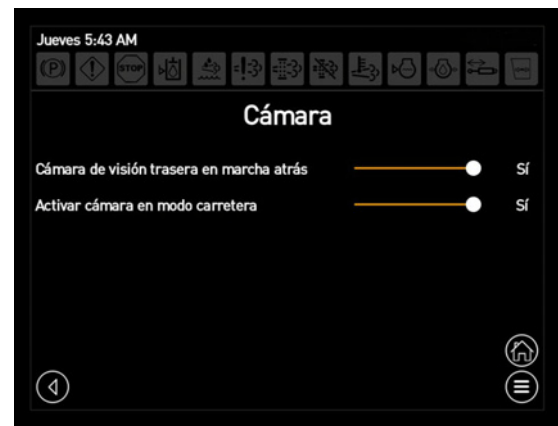 Jueves 5:43 AM
(P)
STOP
Cámara
Cámara de visión trasera en marcha atrás Sí
Activar cámara en modo carretera Sí